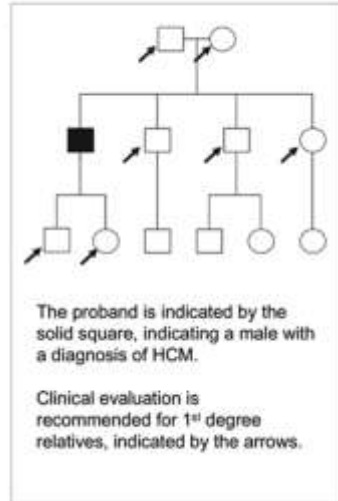 The proband is indicated by the
solid square, indicating a male with
a diagnosis of HCM.
Clinical evaluation is
recommended for 1st degree
relatives, indicated by the arrows.